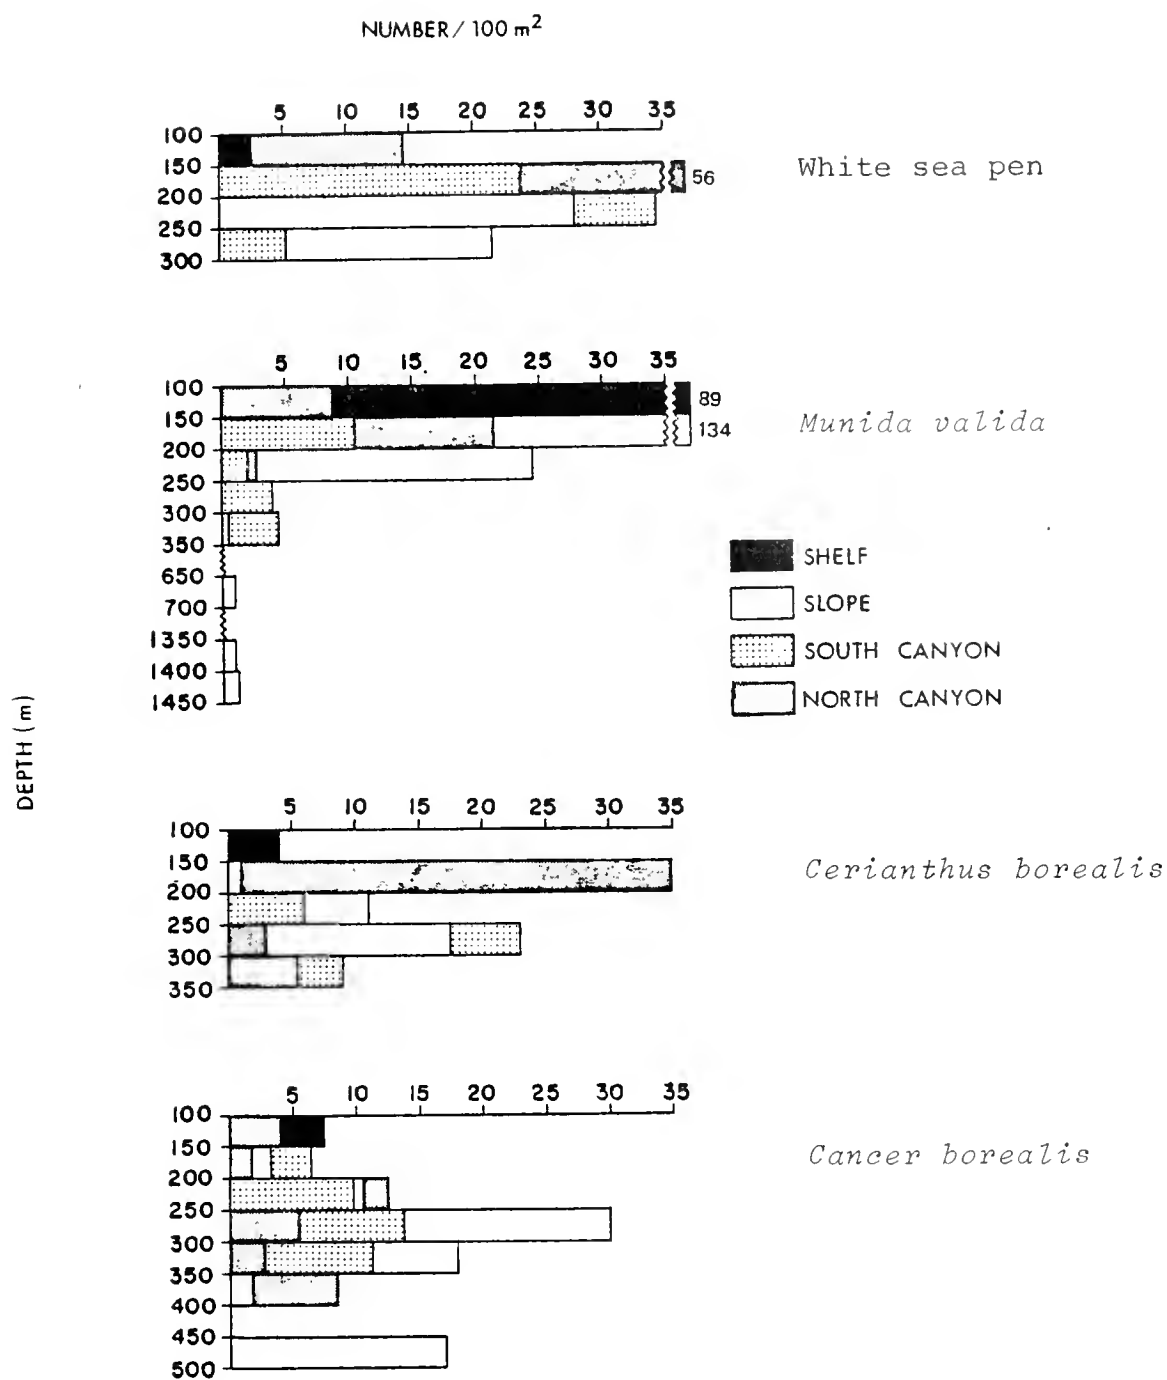 NUMBER / 100 m2
5 10 15 20 25 30 35
100
150
56
White sea pen
200
250
300
5 10 15 20 25 30 35
100
89
150
134
Munida valida
200
250
300
350
650
700
1350
1400
1450
SHELF
SLOPE
SOUTH CANYON
NORTH CANYON
DEPTH (m)
5 10 15 20 25 30 35
100
150
Cerianthus borealis
200
250
300
350
5 10 15 20 25 30 35
100
150
Cancer borealis
200
250
300
350
400
450
500